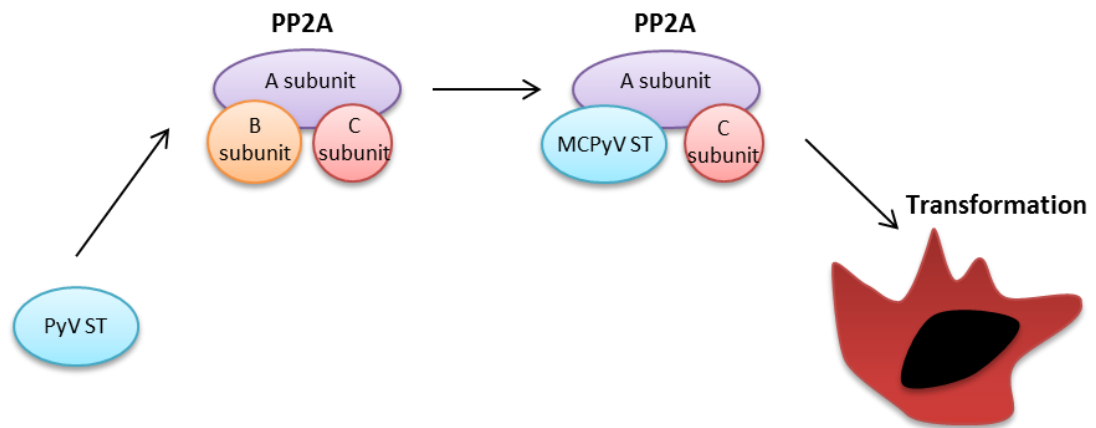 PP2A
A subunit
B
subunit
C
subunit
PP2A
A subunit
MCPyV ST
C
subunit
Transformation
PyV ST